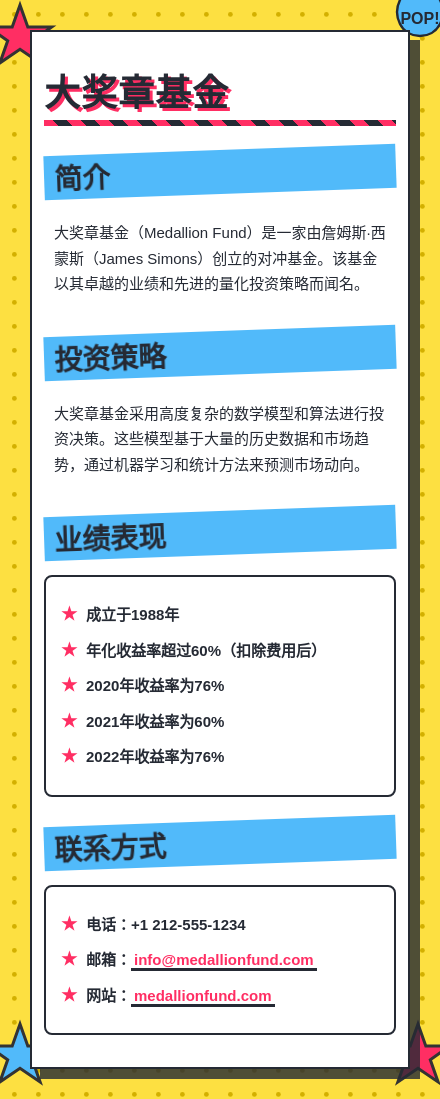 POP!
大奖章基金
简介
大奖章基金（Medallion Fund）是一家由詹姆斯·西
蒙斯（James Simons）创立的对冲基金。该基金
以其卓越的业绩和先进的量化投资策略而闻名。
投资策略
大奖章基金采用高度复杂的数学模型和算法进行投
资决策。这些模型基于大量的历史数据和市场趋
势，通过机器学习和统计方法来预测市场动向。
业绩表现
★ 成立于1988年
★ 年化收益率超过60%（扣除费用后）
★ 2020年收益率为76%
★ 2021年收益率为60%
★ 2022年收益率为76%
联系方式
★ 电话：+1 212-555-1234
★ 邮箱：info@medallionfund.com
★ 网站：medallionfund.com